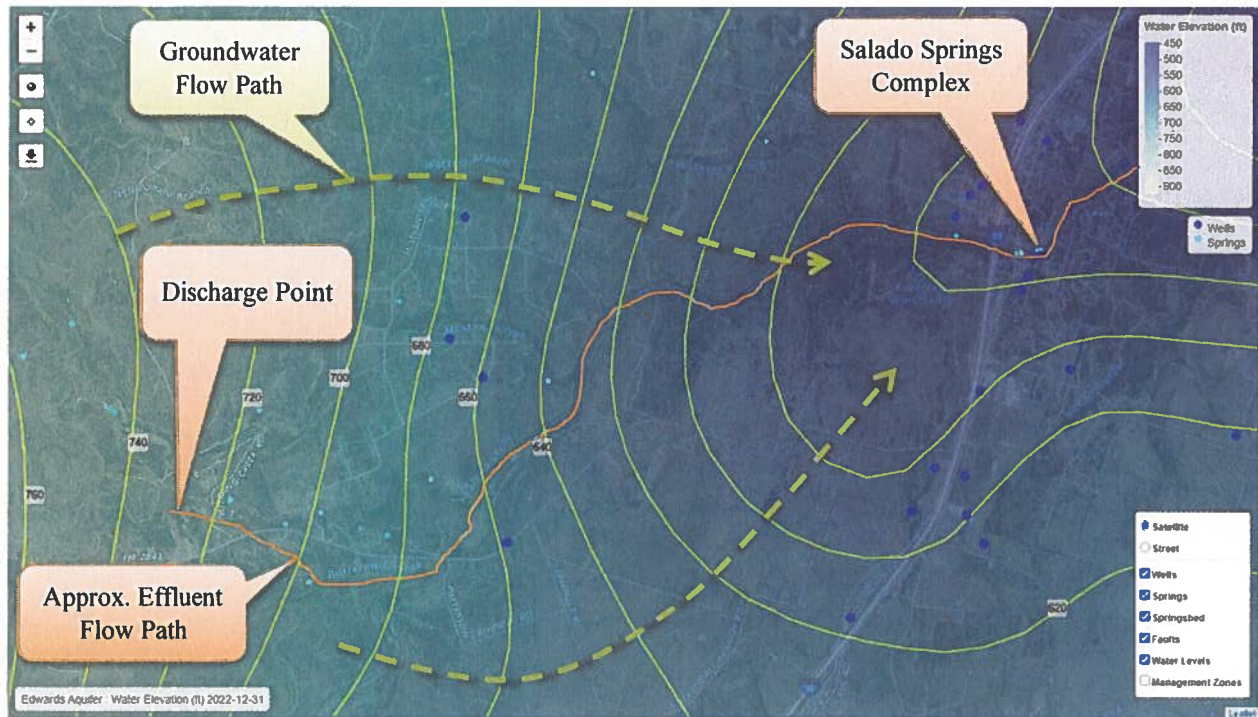 +
−
Groundwater
Flow Path
Salado Springs
Complex
Water Elevation (ft)
450
500
550
600
650
700
750
800
850
900
Wells
Springs
Discharge Point
680
700
720
660
740
640
760
620
Approx. Effluent
Flow Path
Satellite
Street
Wells
Springs
Springshed
Faults
Water Levels
Management Zones
Edwards Aquifer : Water Elevation (ft) 2022-12-31